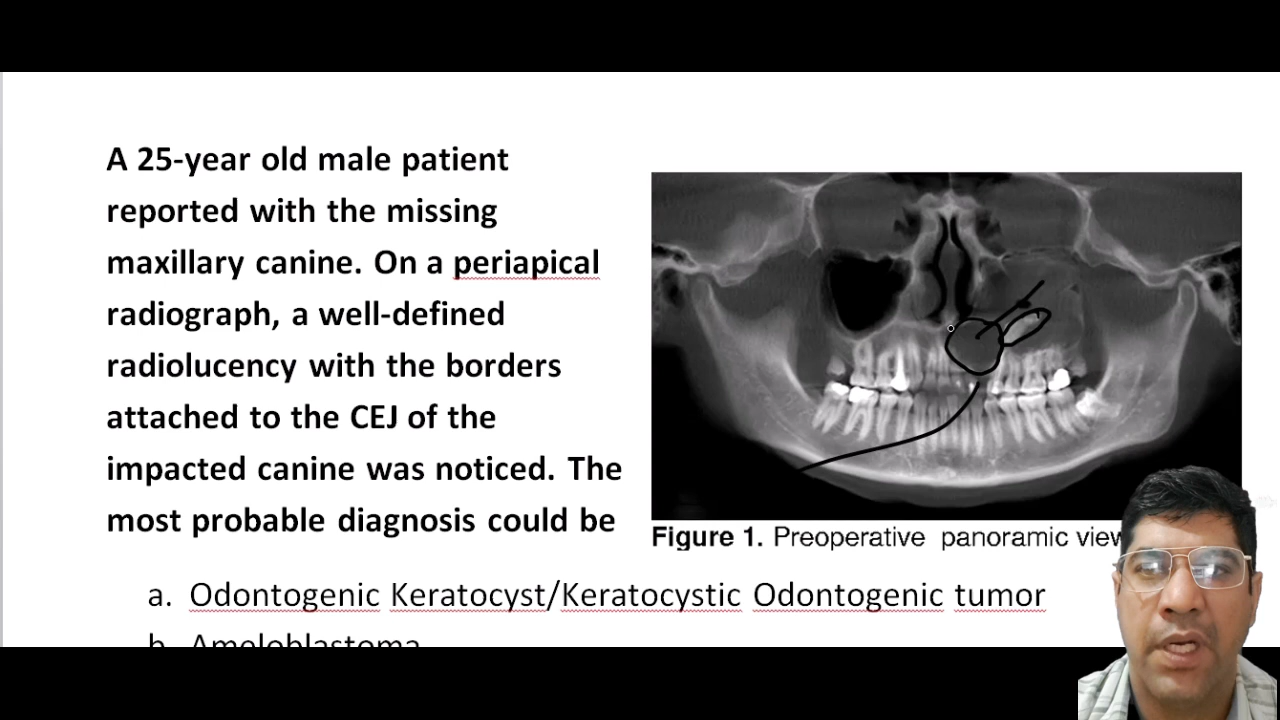 A 25-year old male patient
reported with the missing
maxillary canine. On a periapical
radiograph, a well-defined
radiolucency with the borders
attached to the CEJ of the
impacted canine was noticed. The
most probable diagnosis could be
Figure 1. Preoperative panoramic view
a. Odontogenic Keratocyst/Keratocystic Odontogenic tumor
b. Ameloblastoma